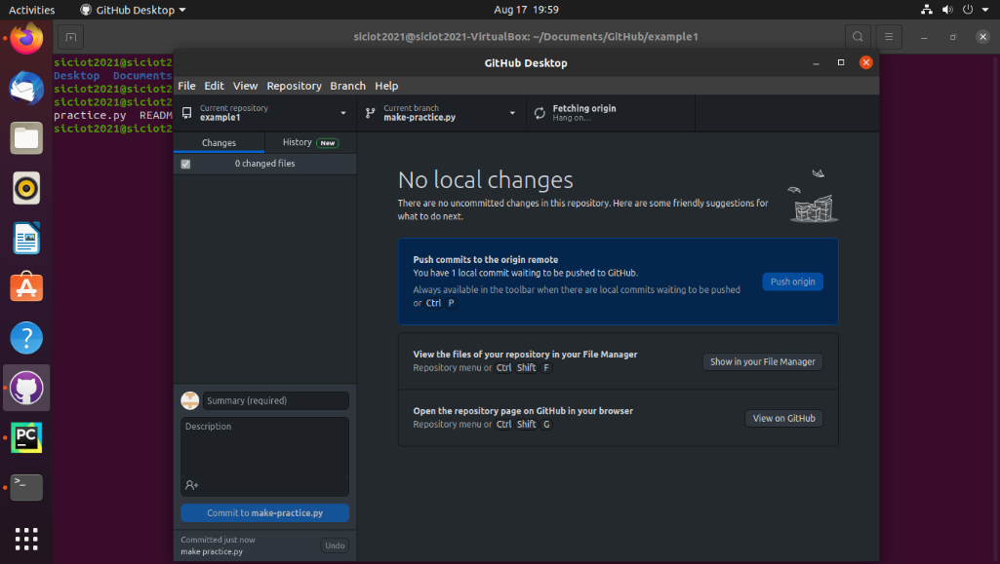 Activities
GitHub Desktop
Aug 17 19:59
siciot2021@siciot2021-VirtualBox: ~/Documents/GitHub/example1
siciot2021@siciot2
Desktop Documents
siciot2021@siciot2
siciot2021@siciot2
practice.py READM
siciot2021@siciot2
GitHub Desktop
File Edit View Repository Branch Help
Current repository
example1
Current branch
make-practice.py
Fetching origin
Hang on...
Changes
History New
0 changed files
No local changes
There are no uncommitted changes in this repository. Here are some friendly suggestions for
what to do next.
Push commits to the origin remote
You have 1 local commit waiting to be pushed to GitHub.
Always available in the toolbar when there are local commits waiting to be pushed
or Ctrl P
Push origin
View the files of your repository in your File Manager
Repository menu or Ctrl Shift F
Show in your File Manager
Open the repository page on GitHub in your browser
Repository menu or Ctrl Shift G
View on GitHub
Summary (required)
Description
Commit to make-practice.py
Committed just now
make practice.py
Undo
PC
>_
?